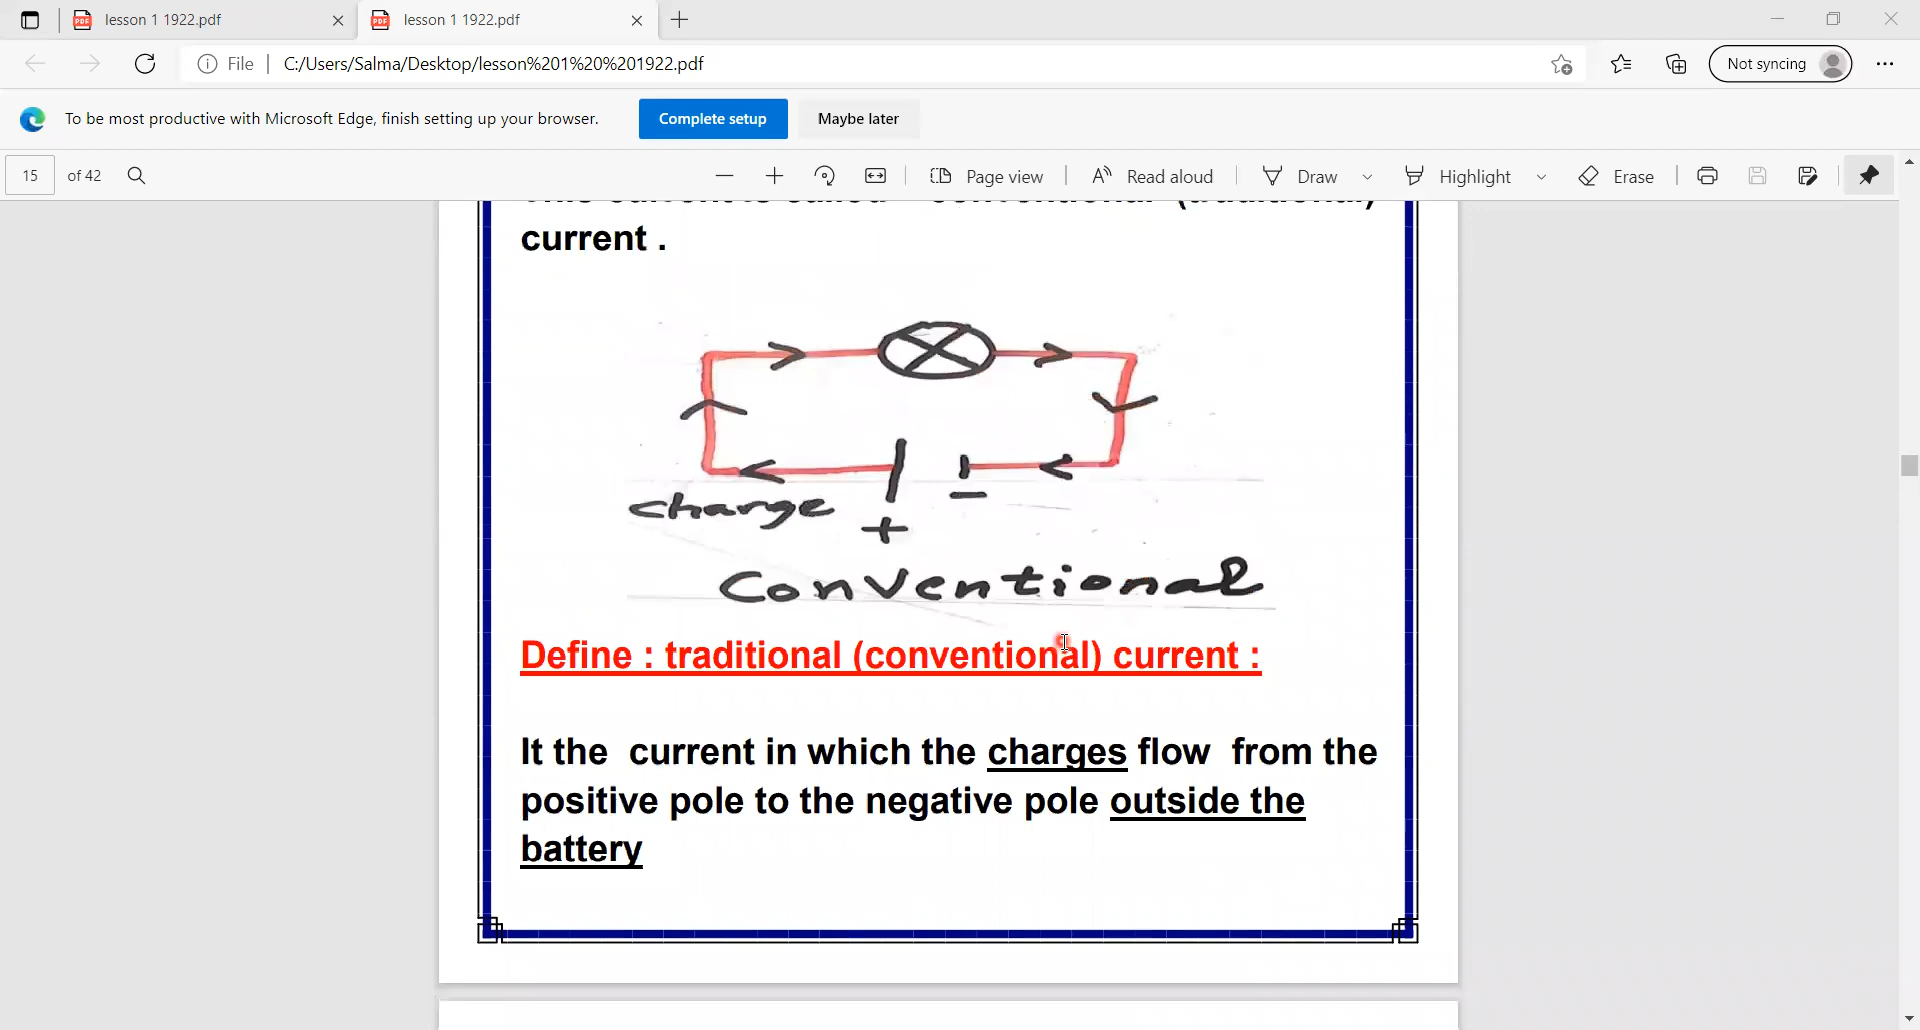 lesson 1 1922.pdf
lesson 1 1922.pdf
File
C:/Users/Salma/Desktop/lesson%201%20%201922.pdf
Not syncing
To be most productive with Microsoft Edge, finish setting up your browser.
Complete setup
Maybe later
15 of 42
Page view
Read aloud
Draw
Highlight
Erase
current .
charge
+
−
Conventional
Define : traditional (conventional) current :
It the current in which the charges flow from the
positive pole to the negative pole outside the
battery